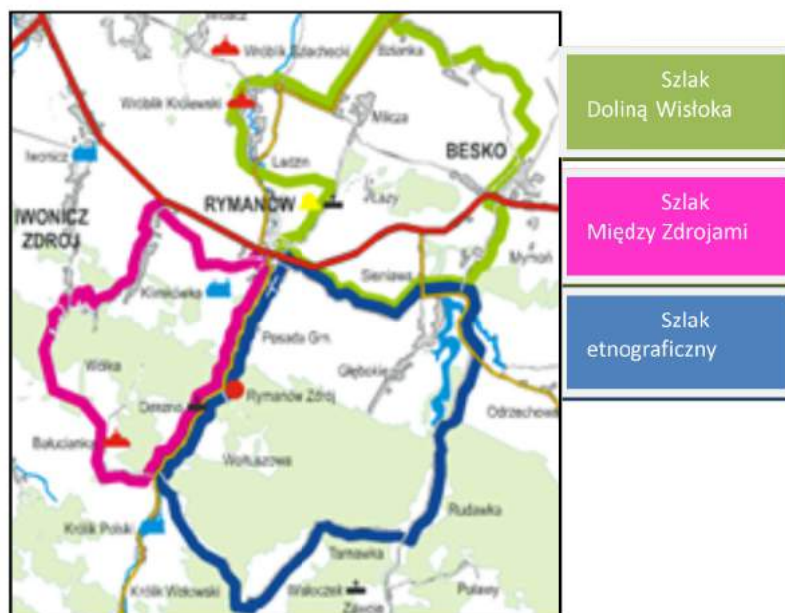 Wróblik Szlachecki
Bzianka
Wróblik Królewski
Milcza
Iwonicz
Ladzin
BESKO
RYMANÓW
Łazy
IWONICZ
ZDRÓJ
Mymoń
Sieniawa
Klimkówka
Posada Grn.
Wólka
Głębokie
Deszno
Rymanów Zdrój
Odrzechowa
Bałucianka
Wołtuszowa
Rudawka
Królik Polski
Tarnawka
Królik Wołowski
Wisłoczek
Puławy
Zawoje
Szlak
Doliną Wisłoka
Szlak
Między Zdrojami
Szlak
etnograficzny